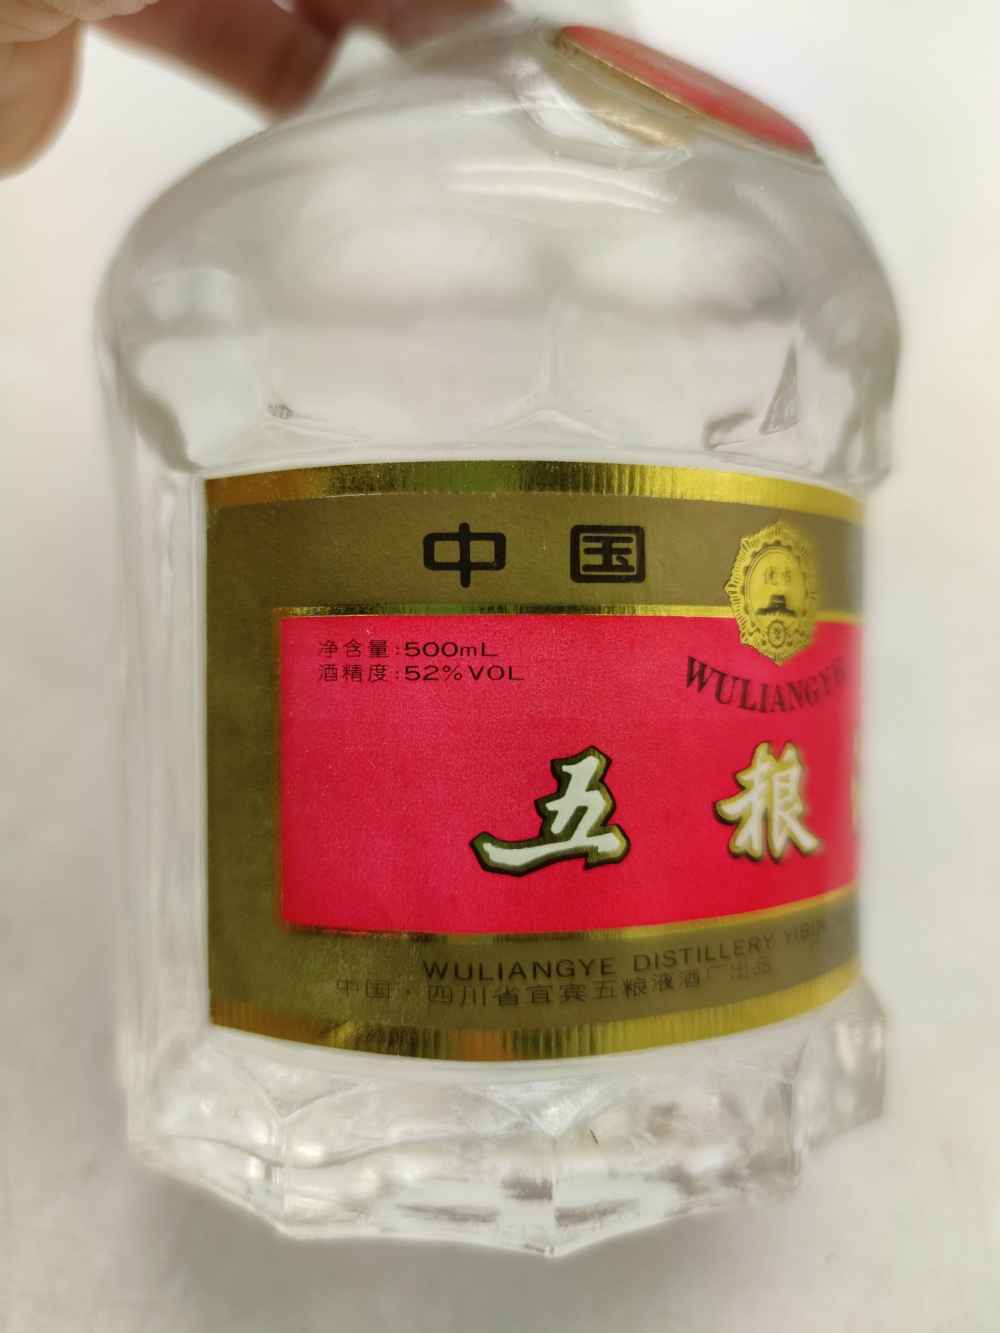 中国
优
净含量:500mL
酒精度:52%VOL
WULIANGYE
五粮
WULIANGYE DISTILLERY YIBIN
中国·四川省宜宾五粮液酒厂出品